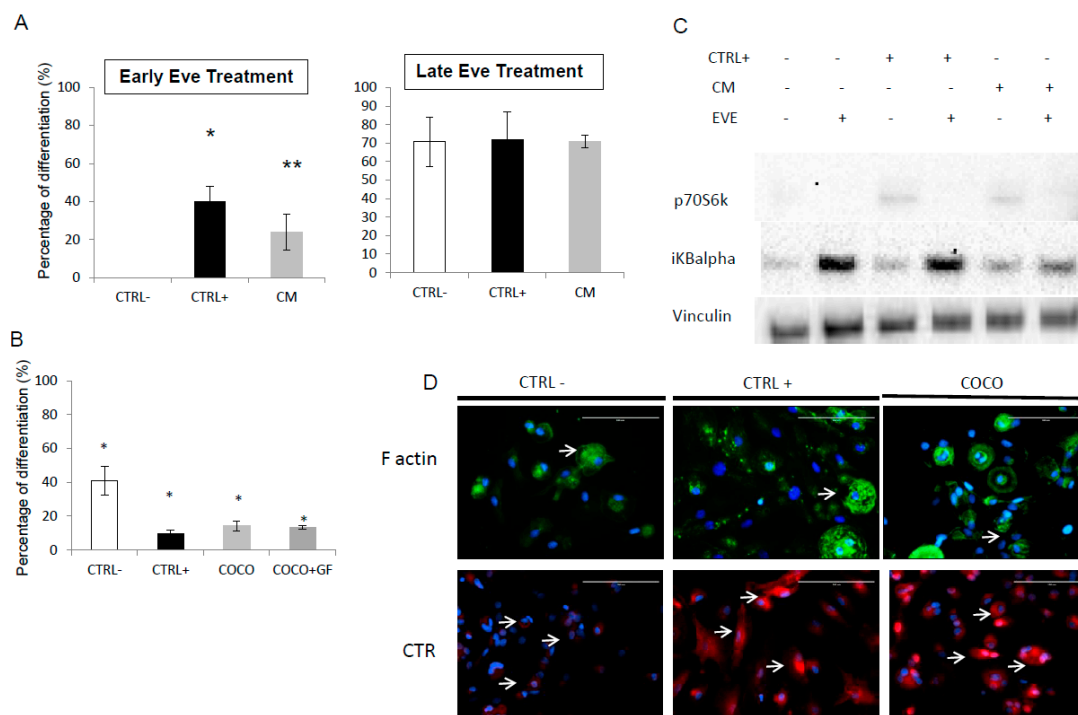 A
Early Eve Treatment
Percentage of differentiation (%)
100
80
60
40
20
0
*
**
CTRL- CTRL+ CM
Late Eve Treatment
100
90
80
70
60
50
40
30
20
10
0
CTRL- CTRL+ CM
B
Percentage of differentiation (%)
100
80
60
40
20
0
* * * *
CTRL- CTRL+ COCO COCO+GF
C
CTRL+ - - + + - -
CM - - - - + +
EVE - + - + - +
p70S6k
iKBalpha
Vinculin
D
CTRL - CTRL + COCO
F actin
CTR